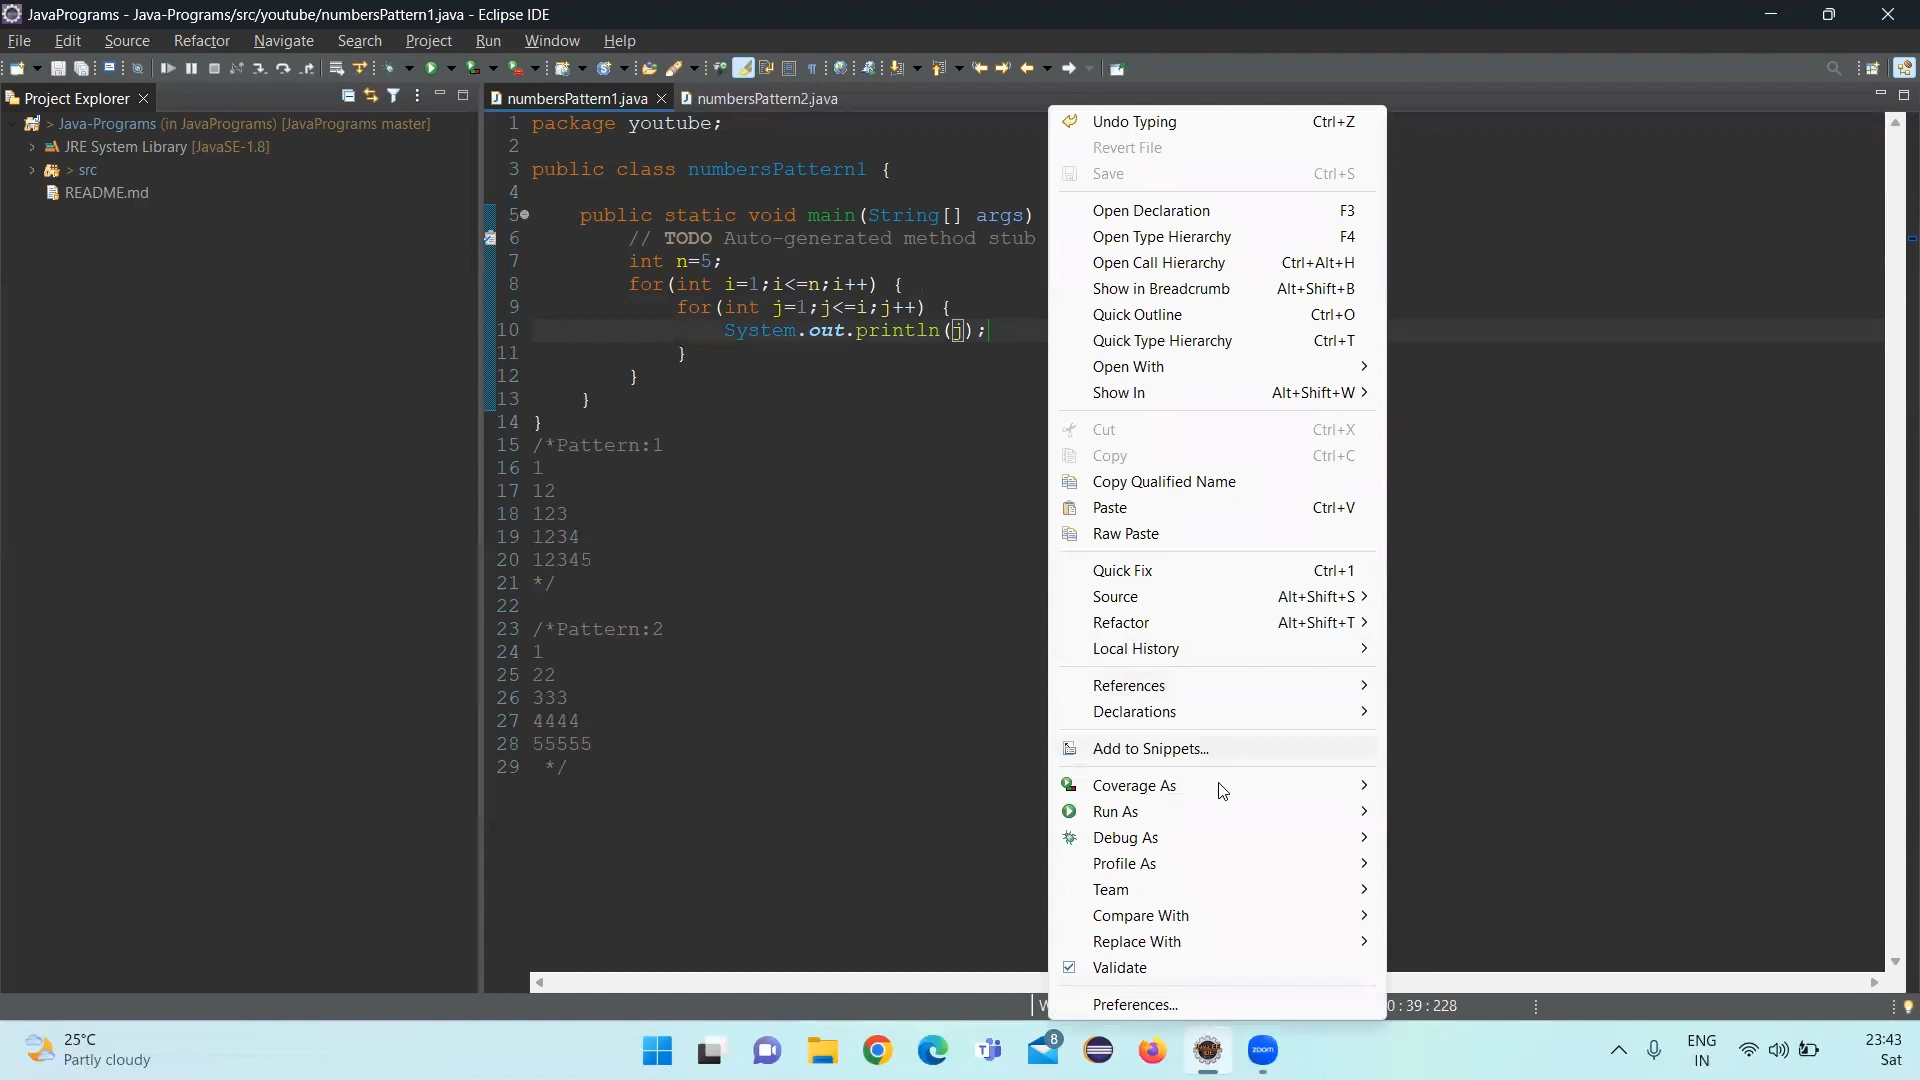 JavaPrograms - Java-Programs/src/youtube/numbersPattern1.java - Eclipse IDE
File Edit Source Refactor Navigate Search Project Run Window Help
Project Explorer
numbersPattern1.java
numbersPattern2.java
> Java-Programs (in JavaPrograms) [JavaPrograms master]
JRE System Library [JavaSE-1.8]
> src
README.md
1 package youtube;
2
3 public class numbersPattern1 {
4
5 public static void main(String[] args)
6 // TODO Auto-generated method stub
7 int n=5;
8 for(int i=1;i<=n;i++) {
9 for(int j=1;j<=i;j++) {
10 System.out.println(j);
11 }
12 }
13 }
14 }
15 /*Pattern:1
16 1
17 12
18 123
19 1234
20 12345
21 */
22
23 /*Pattern:2
24 1
25 22
26 333
27 4444
28 55555
29 */
Undo Typing Ctrl+Z
Revert File
Save Ctrl+S
Open Declaration F3
Open Type Hierarchy F4
Open Call Hierarchy Ctrl+Alt+H
Show in Breadcrumb Alt+Shift+B
Quick Outline Ctrl+O
Quick Type Hierarchy Ctrl+T
Open With
Show In Alt+Shift+W
Cut Ctrl+X
Copy Ctrl+C
Copy Qualified Name
Paste Ctrl+V
Raw Paste
Quick Fix Ctrl+1
Source Alt+Shift+S
Refactor Alt+Shift+T
Local History
References
Declarations
Add to Snippets...
Coverage As
Run As
Debug As
Profile As
Team
Compare With
Replace With
Validate
Preferences...
: 39 : 228
25°C
Partly cloudy
8
zoom
ENG
IN
23:43
Sat